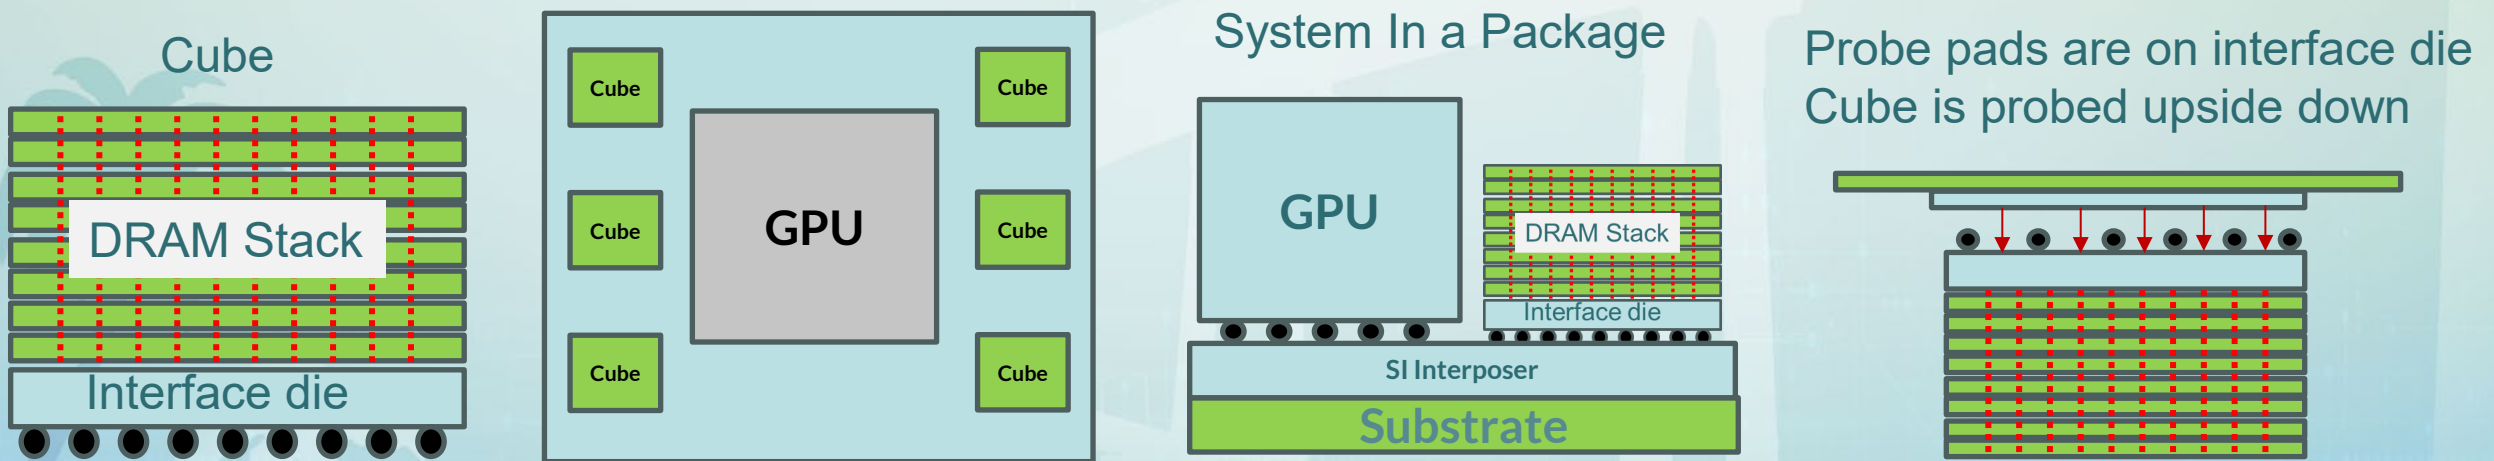 Cube
DRAM Stack
Interface die
Cube
Cube
Cube
GPU
Cube
Cube
Cube
System In a Package
GPU
DRAM Stack
Interface die
SI Interposer
Substrate
Probe pads are on interface die
Cube is probed upside down